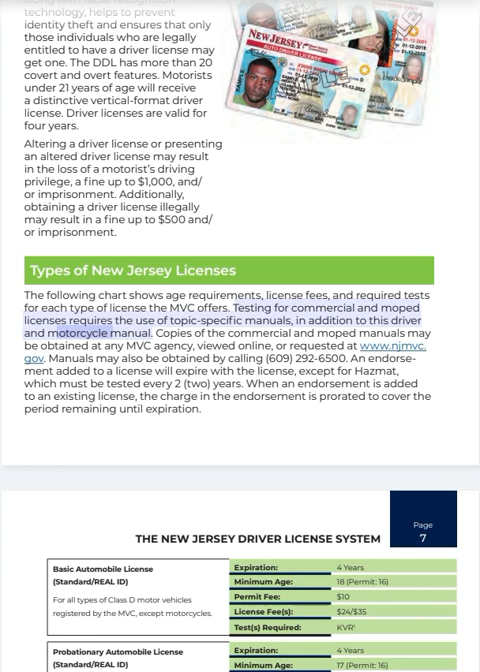 technology, helps to prevent
identity theft and ensures that only
those individuals who are legally
entitled to have a driver license may
get one. The DDL has more than 20
covert and overt features. Motorists
under 21 years of age will receive
a distinctive vertical-format driver
license. Driver licenses are valid for
four years.
Altering a driver license or presenting
an altered driver license may result
in the loss of a motorist's driving
privilege, a fine up to $1,000, and/
or imprisonment. Additionally,
obtaining a driver license illegally
may result in a fine up to $500 and/
or imprisonment.
NEW JERSEY
AUTO DRIVER LICENSE
Types of New Jersey Licenses
The following chart shows age requirements, license fees, and required tests
for each type of license the MVC offers. Testing for commercial and moped
licenses requires the use of topic-specific manuals, in addition to this driver
and motorcycle manual. Copies of the commercial and moped manuals may
be obtained at any MVC agency, viewed online, or requested at www.njmvc.
gov. Manuals may also be obtained by calling (609) 292-6500. An endorse-
ment added to a license will expire with the license, except for Hazmat,
which must be tested every 2 (two) years. When an endorsement is added
to an existing license, the charge in the endorsement is prorated to cover the
period remaining until expiration.
Page
7
THE NEW JERSEY DRIVER LICENSE SYSTEM
Basic Automobile License
(Standard/REAL ID)
For all types of Class D motor vehicles
registered by the MVC, except motorcycles.
Expiration: 4 Years
Minimum Age: 18 (Permit: 16)
Permit Fee: $10
License Fee(s): $24/$35
Test(s) Required: KVR¹
Probationary Automobile License
(Standard/REAL ID)
Expiration: 4 Years
Minimum Age: 17 (Permit: 16)